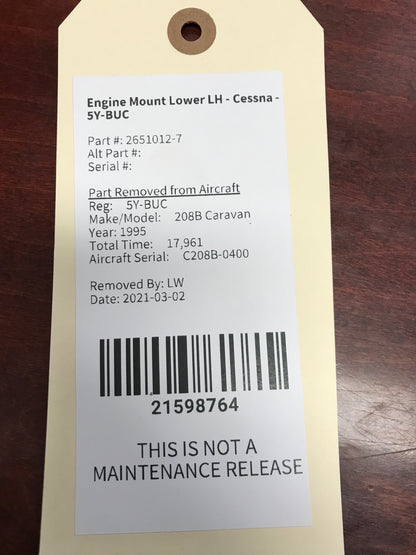 Engine Mount Lower LH - Cessna -
5Y-BUC
Part #: 2651012-7
Alt Part #:
Serial #:
Part Removed from Aircraft
Reg: 5Y-BUC
Make/Model: 208B Caravan
Year: 1995
Total Time: 17,961
Aircraft Serial: C208B-0400
Removed By: LW
Date: 2021-03-02
21598764
THIS IS NOT A
MAINTENANCE RELEASE